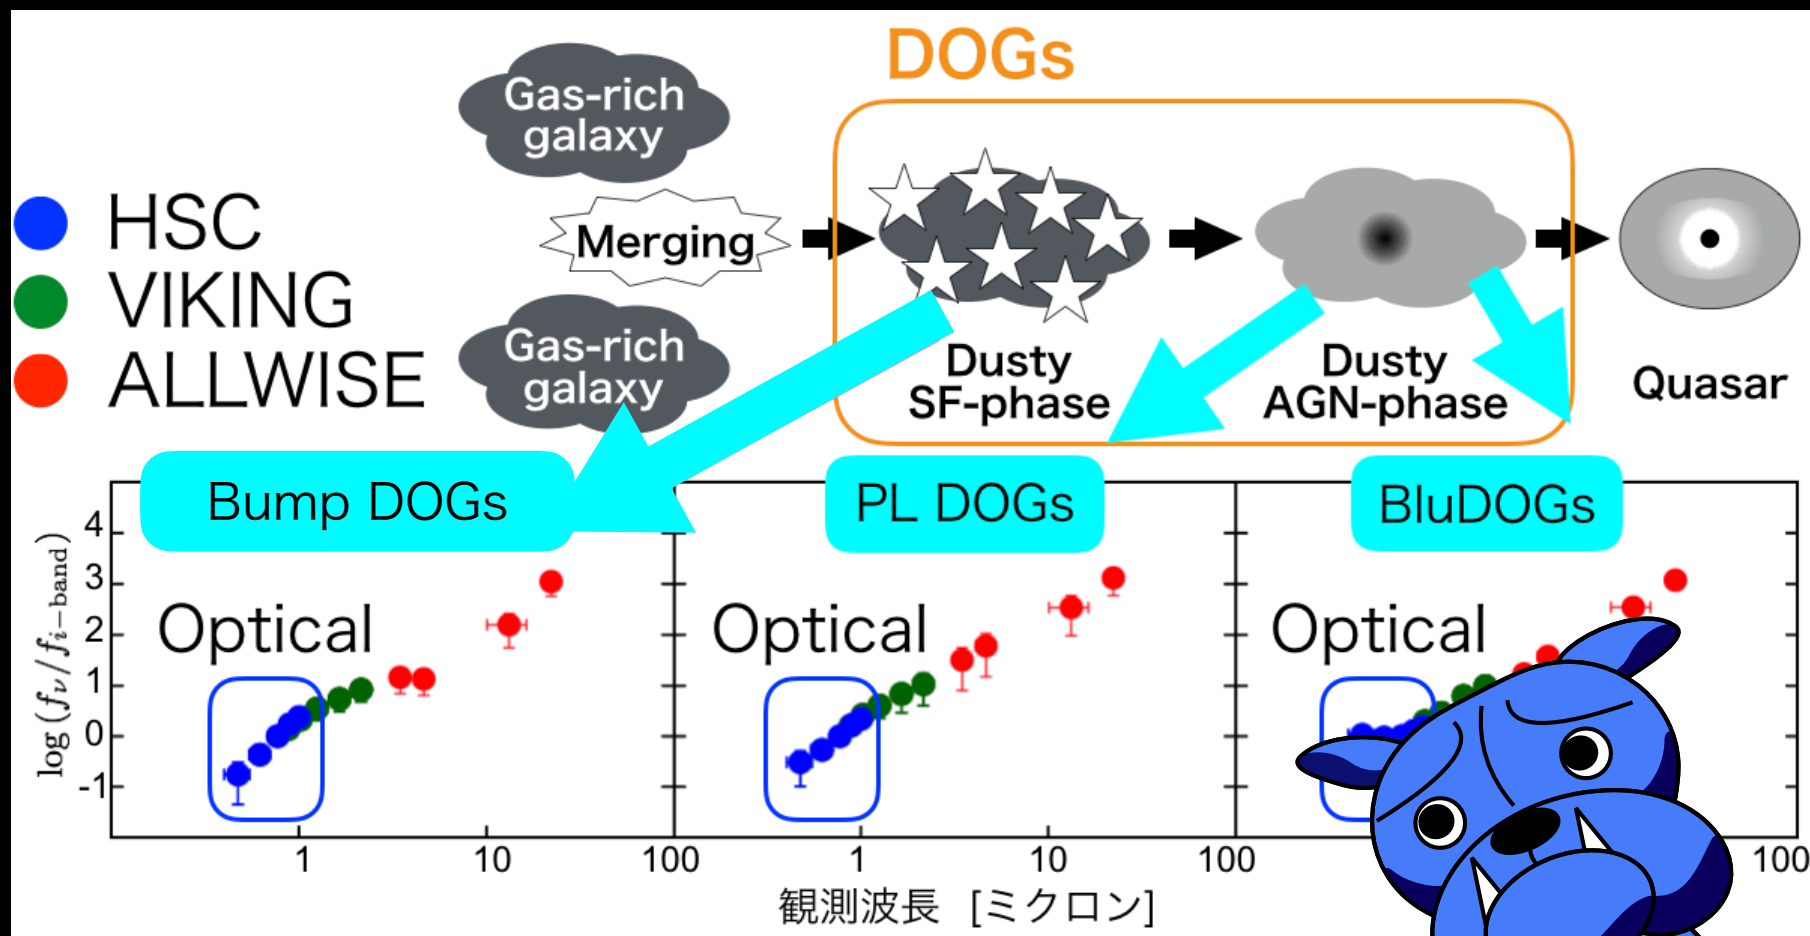 DOGs
Gas-rich
galaxy
HSC
VIKING
ALLWISE
Merging
Gas-rich
galaxy
Dusty
SF-phase
Dusty
AGN-phase
Quasar
Bump DOGs
PL DOGs
BluDOGs
Optical
Optical
Optical
log (fν/fi−band)
4
3
2
1
0
-1
1
10
100
1
10
100
100
観測波長 [ミクロン]